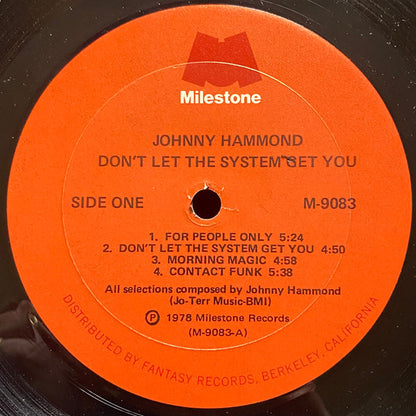 Milestone
JOHNNY HAMMOND
DON'T LET THE SYSTEM GET YOU
SIDE ONE M-9083
1. FOR PEOPLE ONLY 5:24
2. DON'T LET THE SYSTEM GET YOU 4:50
3. MORNING MAGIC 4:58
4. CONTACT FUNK 5:38
All selections composed by Johnny Hammond
(Jo-Terr Music-BMI)
Ⓟ 1978 Milestone Records
(M-9083-A)
DISTRIBUTED BY FANTASY RECORDS, BERKELEY, CALIFORNIA